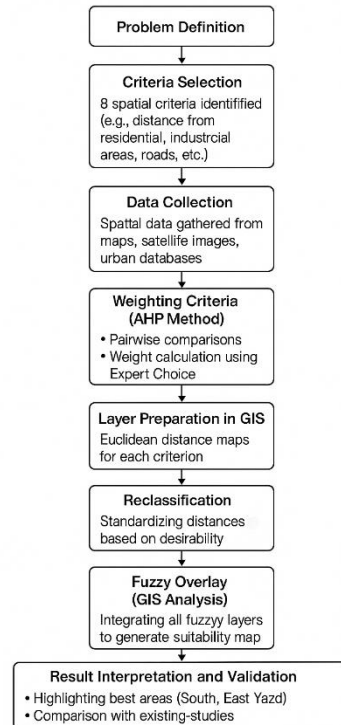 Problem Definition
Criteria Selection
8 spatial criteria identifified
(e.g., distance from
residential, industrcial
areas, roads, etc.)
Data Collection
Spattal data gathered from
maps, satellife images,
urban databases
Weighting Criteria
(AHP Method)
• Pairwise comparisons
• Weight calculation using
Expert Choice
Layer Preparation in GIS
Euclidean distance maps
for each criterion
Reclassification
Standardizing distances
based on desirability
Fuzzy Overlay
(GIS Analysis)
Integrating all fuzyyy layers
to generate suitability map
Result Interpretation and Validation
• Highlighting best areas (South, East Yazd)
• Comparison with existing-studies